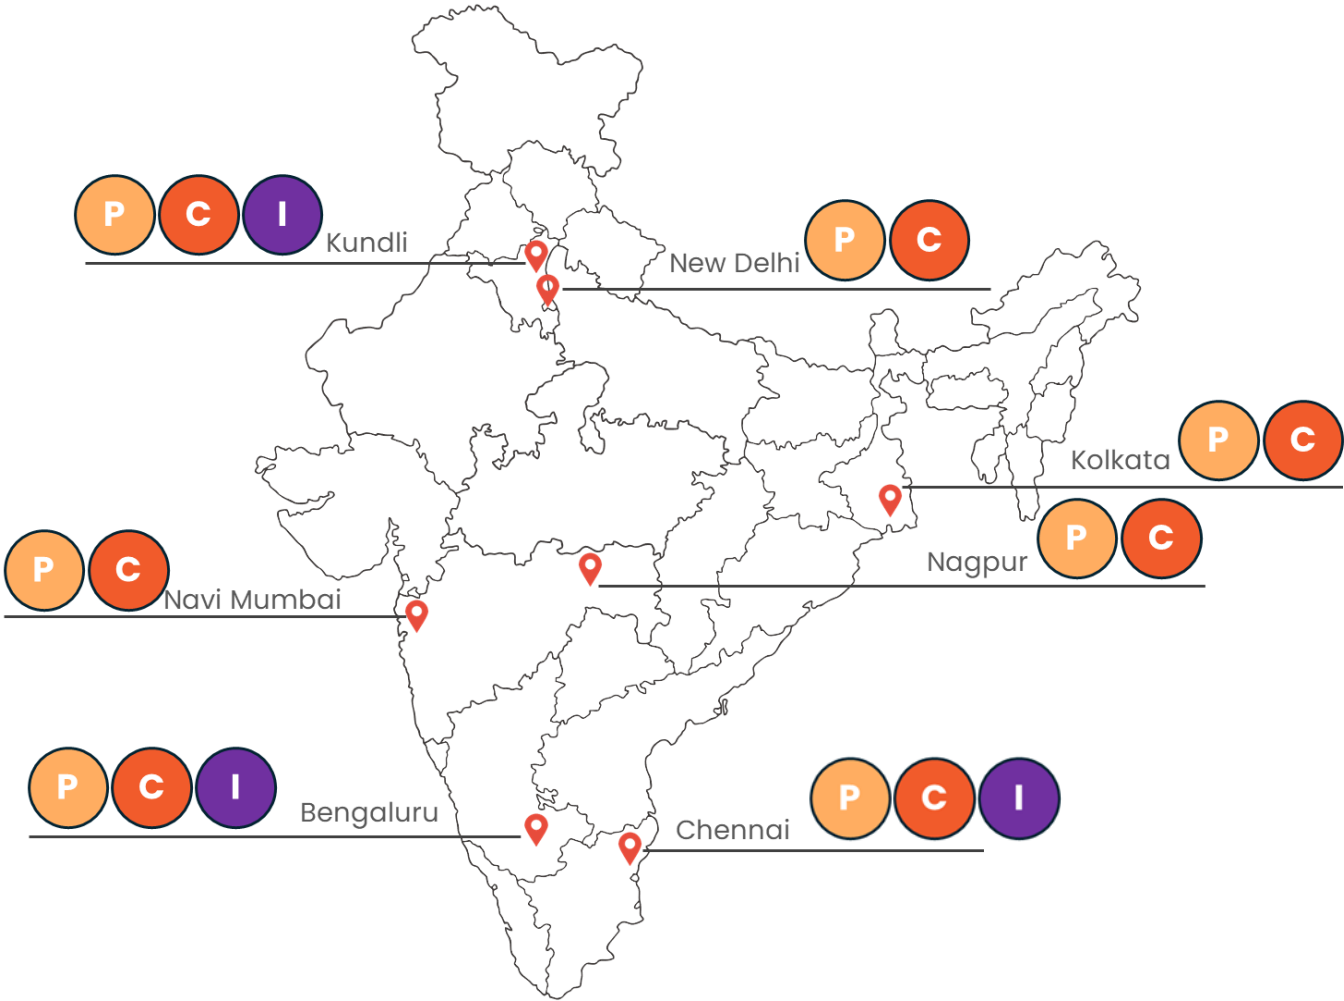 P C I
Kundli
P C
New Delhi
P C
Kolkata
P C
Nagpur
P C
Navi Mumbai
P C I
Bengaluru
P C I
Chennai